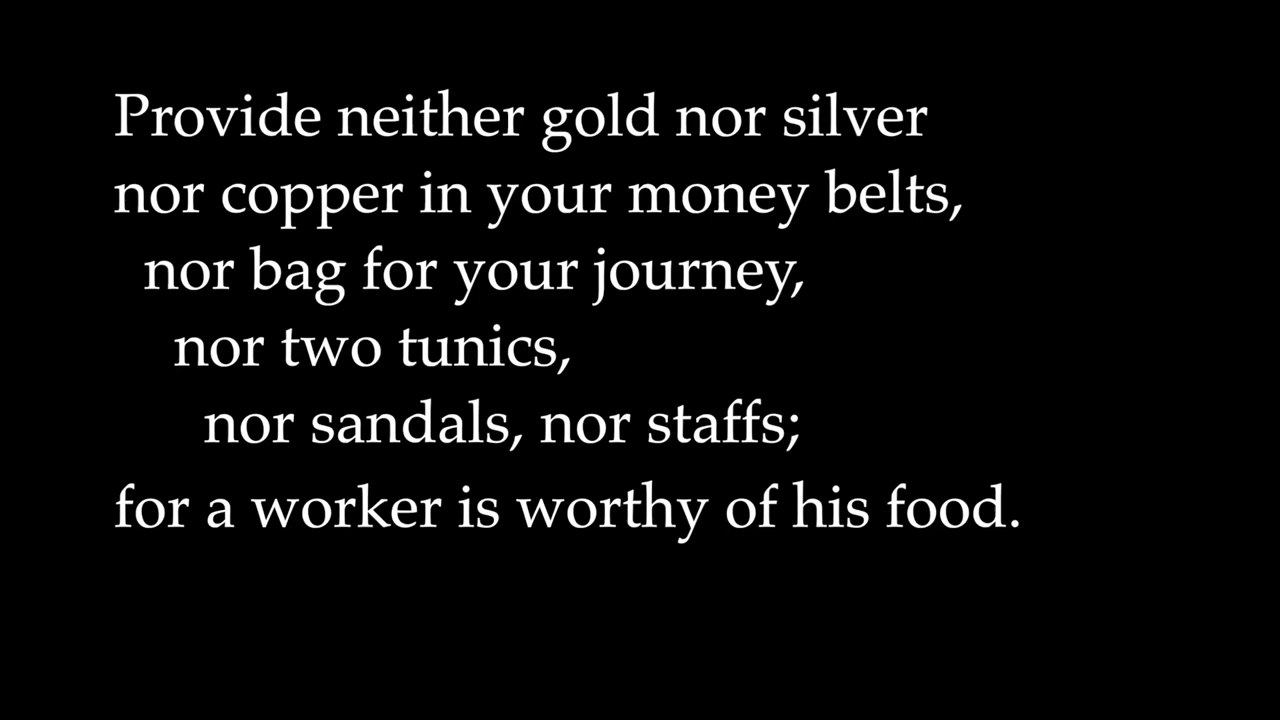 Provide neither gold nor silver
nor copper in your money belts,
nor bag for your journey,
nor two tunics,
nor sandals, nor staffs;
for a worker is worthy of his food.